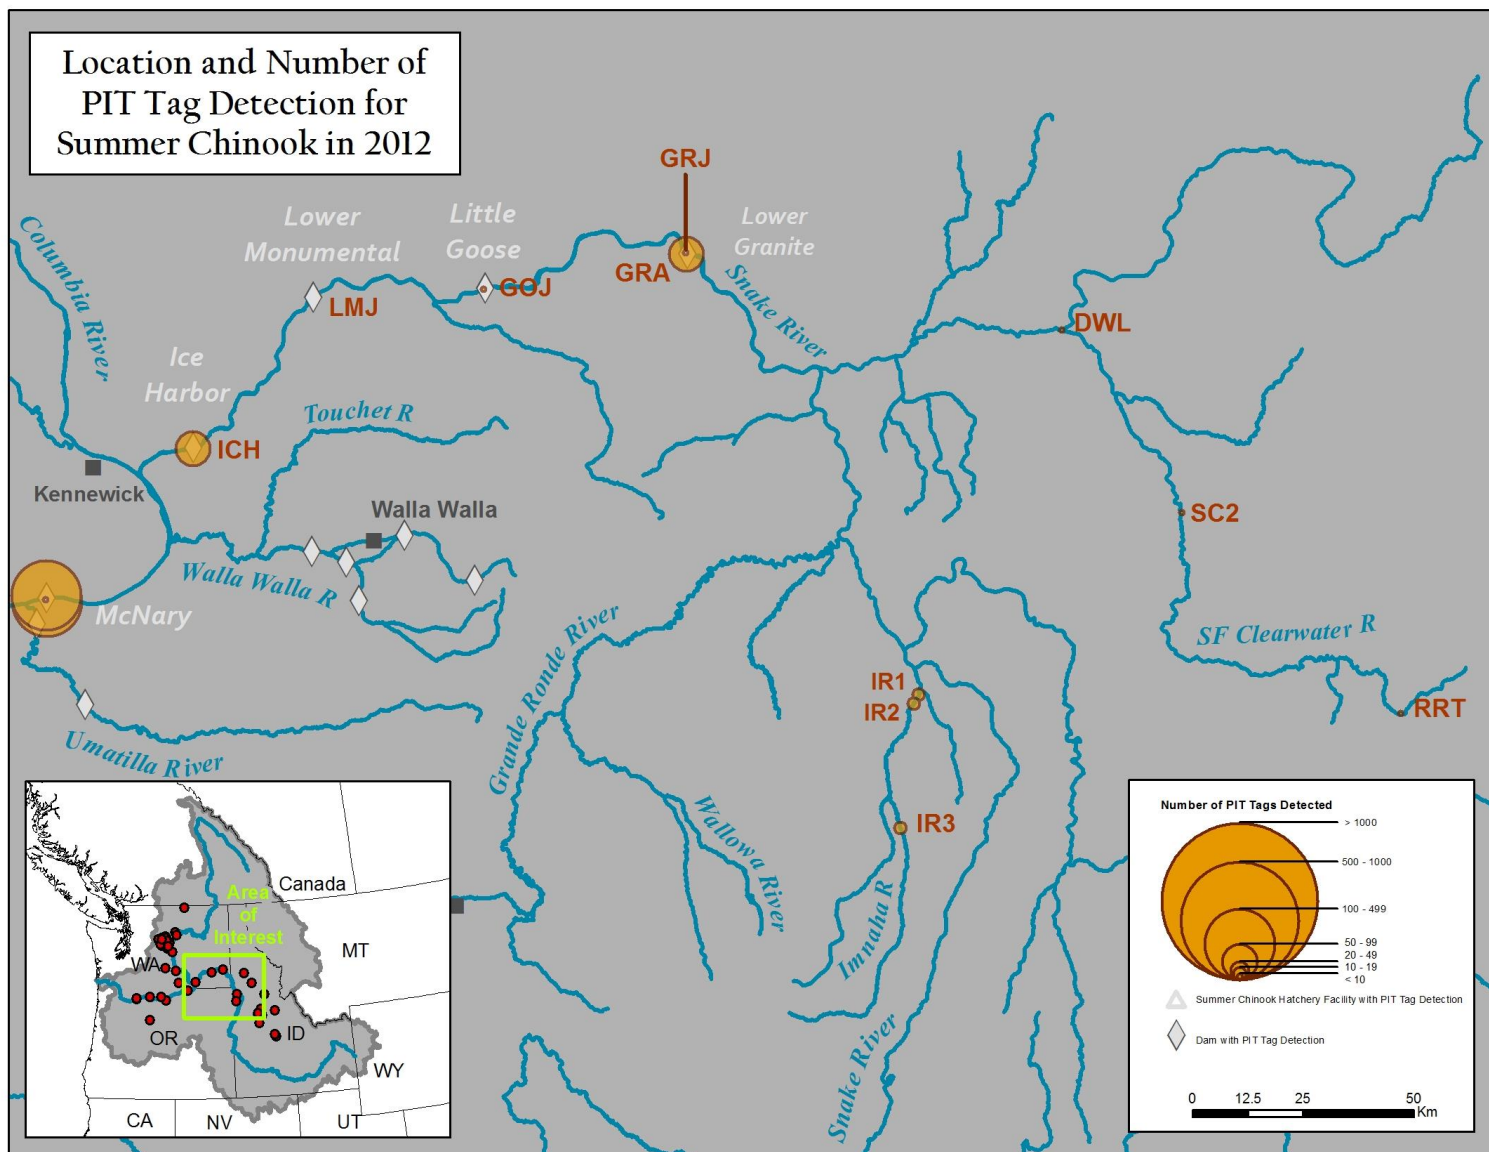 Location and Number of
PIT Tag Detection for
Summer Chinook in 2012
GRJ
Lower
Monumental
Little
Goose
Lower
Granite
Columbia River
GRA
GOJ
LMJ
Snake River
DWL
Ice
Harbor
Touchet R
ICH
Kennewick
Walla Walla
SC2
Walla Walla R
McNary
SF Clearwater R
Grande Ronde River
IR1
IR2
RRT
Umatilla River
Wallowa River
IR3
Imnaha R
Snake River
Canada
Area
of
Interest
WA
MT
OR
ID
WY
CA
NV
UT
Number of PIT Tags Detected
> 1000
500 - 1000
100 - 499
50 - 99
20 - 49
10 - 19
< 10
Summer Chinook Hatchery Facility with PIT Tag Detection
Dam with PIT Tag Detection
0 12.5 25 50
Km